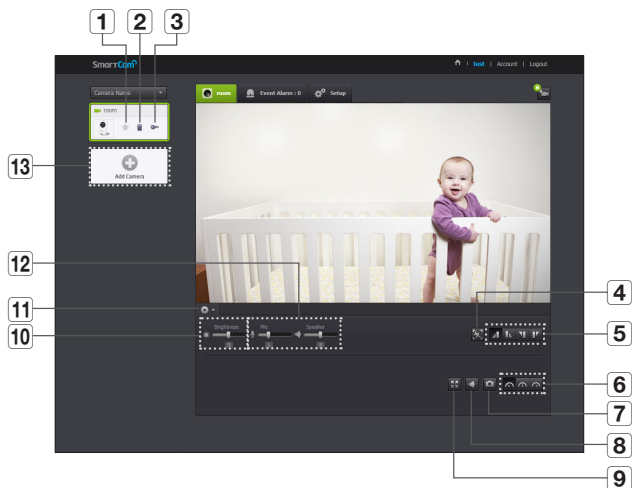 1 2 3
SmartCam
test | Account | Logout
Camera Name
room
room
Event Alarm : 0
Setup
13
Add Camera
12
4
11
10
Brightness
Mic
Speaker
5
6
7
8
9